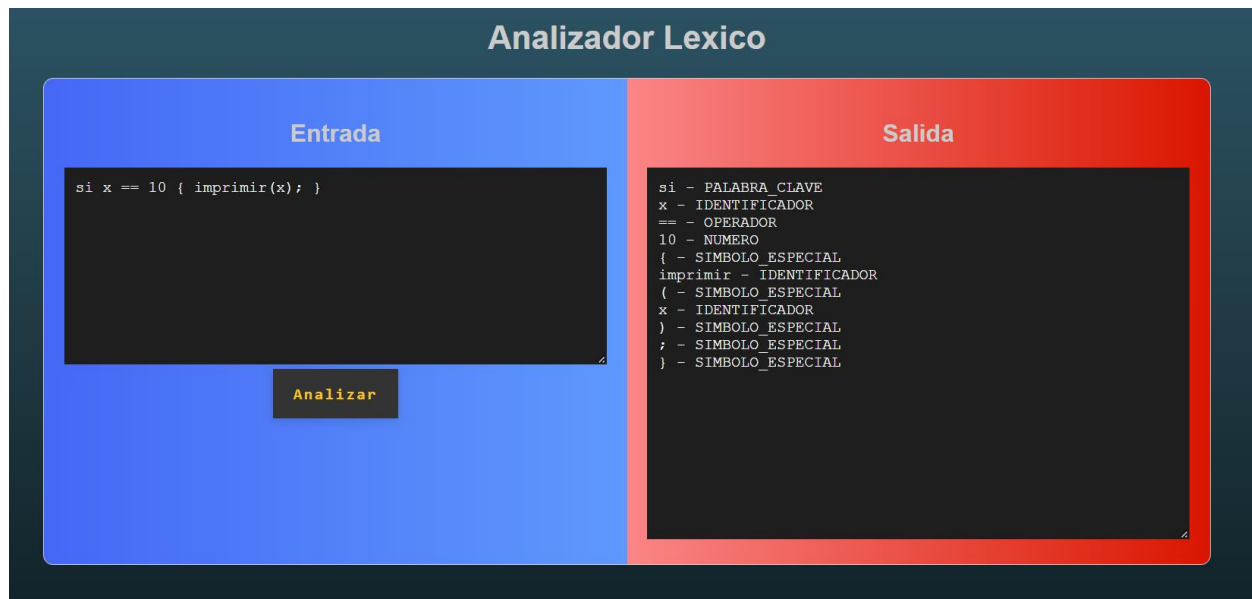 Analizador Lexico
Entrada
si x == 10 { imprimir(x); }
Analizar
Salida
si - PALABRA_CLAVE
x - IDENTIFICADOR
== - OPERADOR
10 - NUMERO
{ - SIMBOLO_ESPECIAL
imprimir - IDENTIFICADOR
( - SIMBOLO_ESPECIAL
x - IDENTIFICADOR
) - SIMBOLO_ESPECIAL
; - SIMBOLO_ESPECIAL
} - SIMBOLO_ESPECIAL